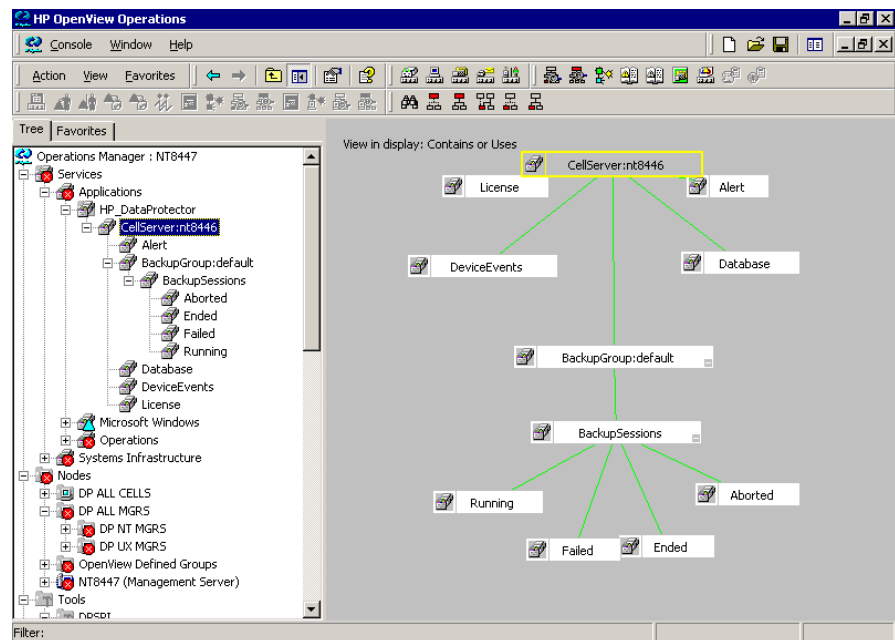 HP OpenView Operations
Console Window Help
Action View Favorites
Tree Favorites
Operations Manager : NT8447
Services
Applications
HP_DataProtector
CellServer:nt8446
Alert
BackupGroup:default
BackupSessions
Aborted
Ended
Failed
Running
Database
DeviceEvents
License
Microsoft Windows
Operations
Systems Infrastructure
Nodes
DP ALL CELLS
DP ALL MGRS
DP NT MGRS
DP UX MGRS
OpenView Defined Groups
NT8447 (Management Server)
Tools
DPSPI
View in display: Contains or Uses
CellServer:nt8446
License Alert
DeviceEvents Database
BackupGroup:default
BackupSessions
Running Aborted
Failed Ended
Filter: